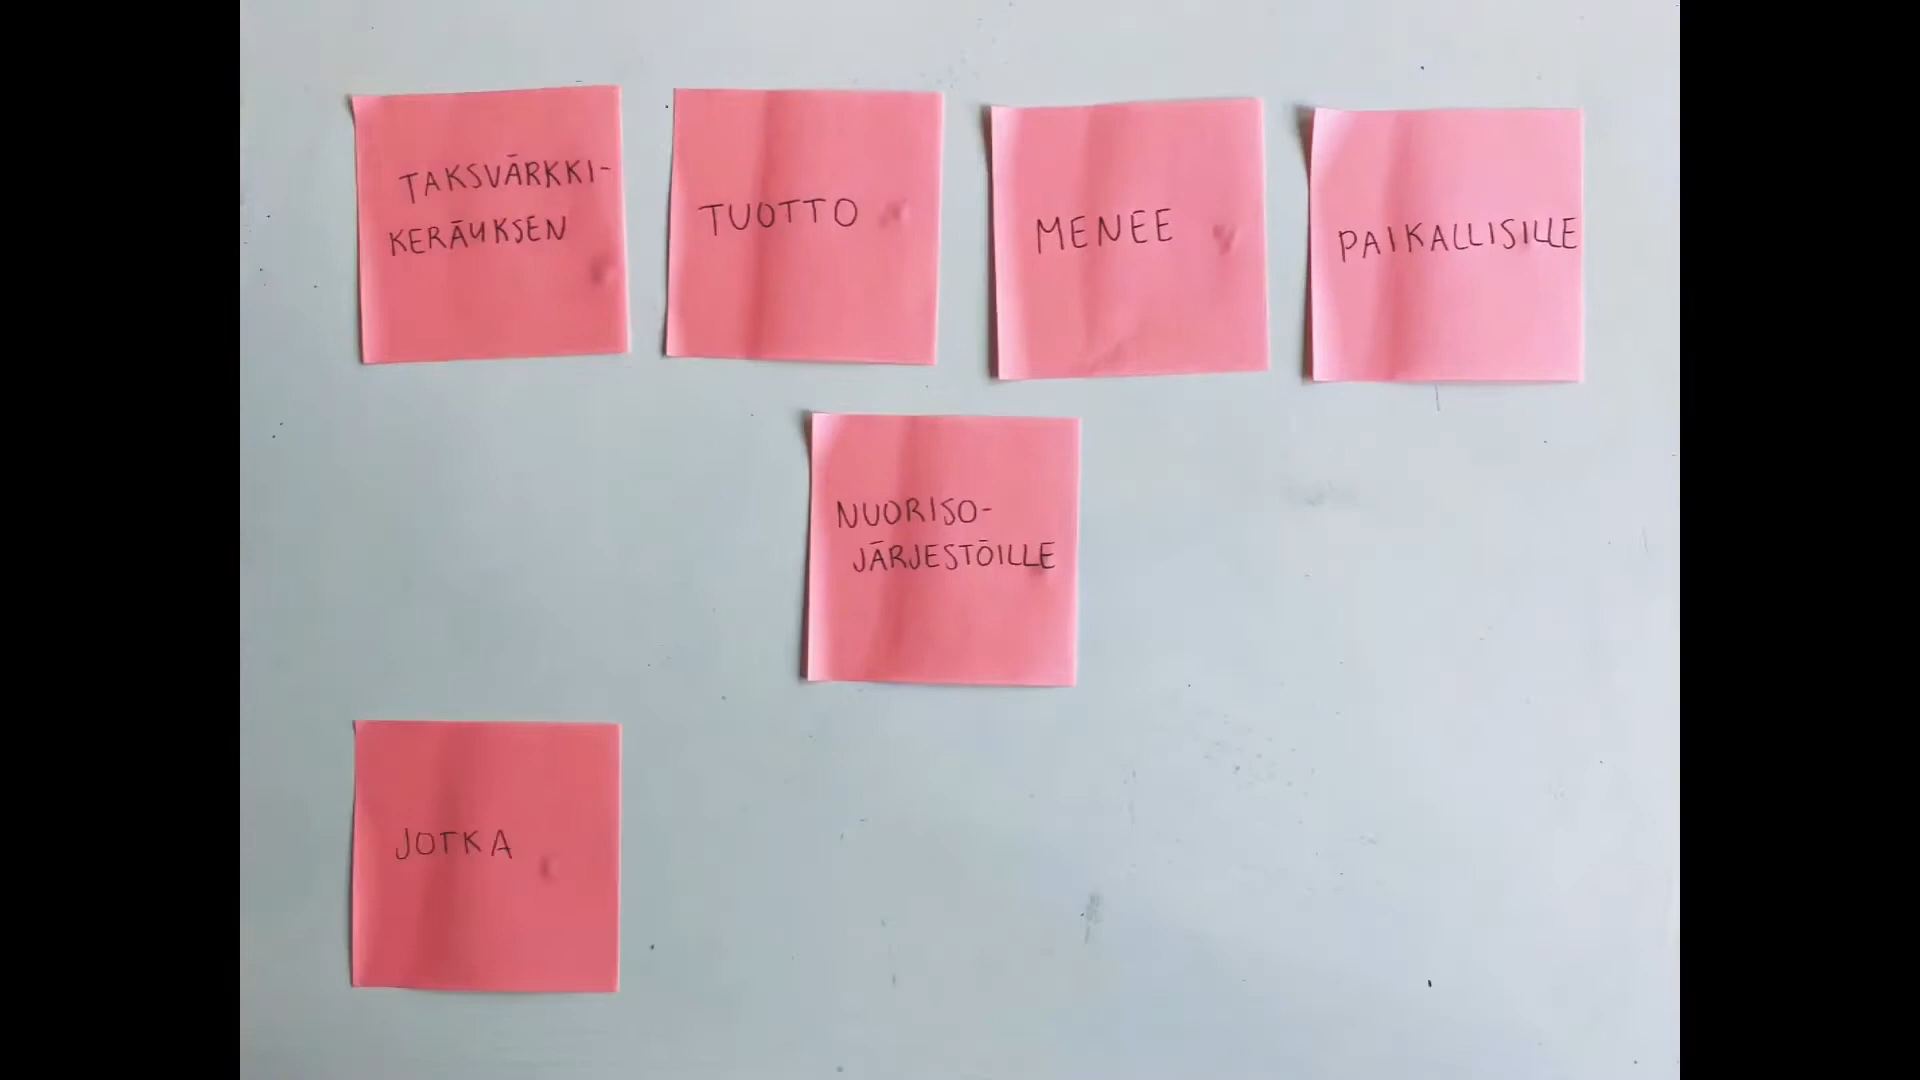 TAKSVÄRKKI-
KERÄYKSEN
TUOTTO
MENEE
PAIKALLISILLE
NUORISO-
JÄRJESTÖILLE
JOTKA